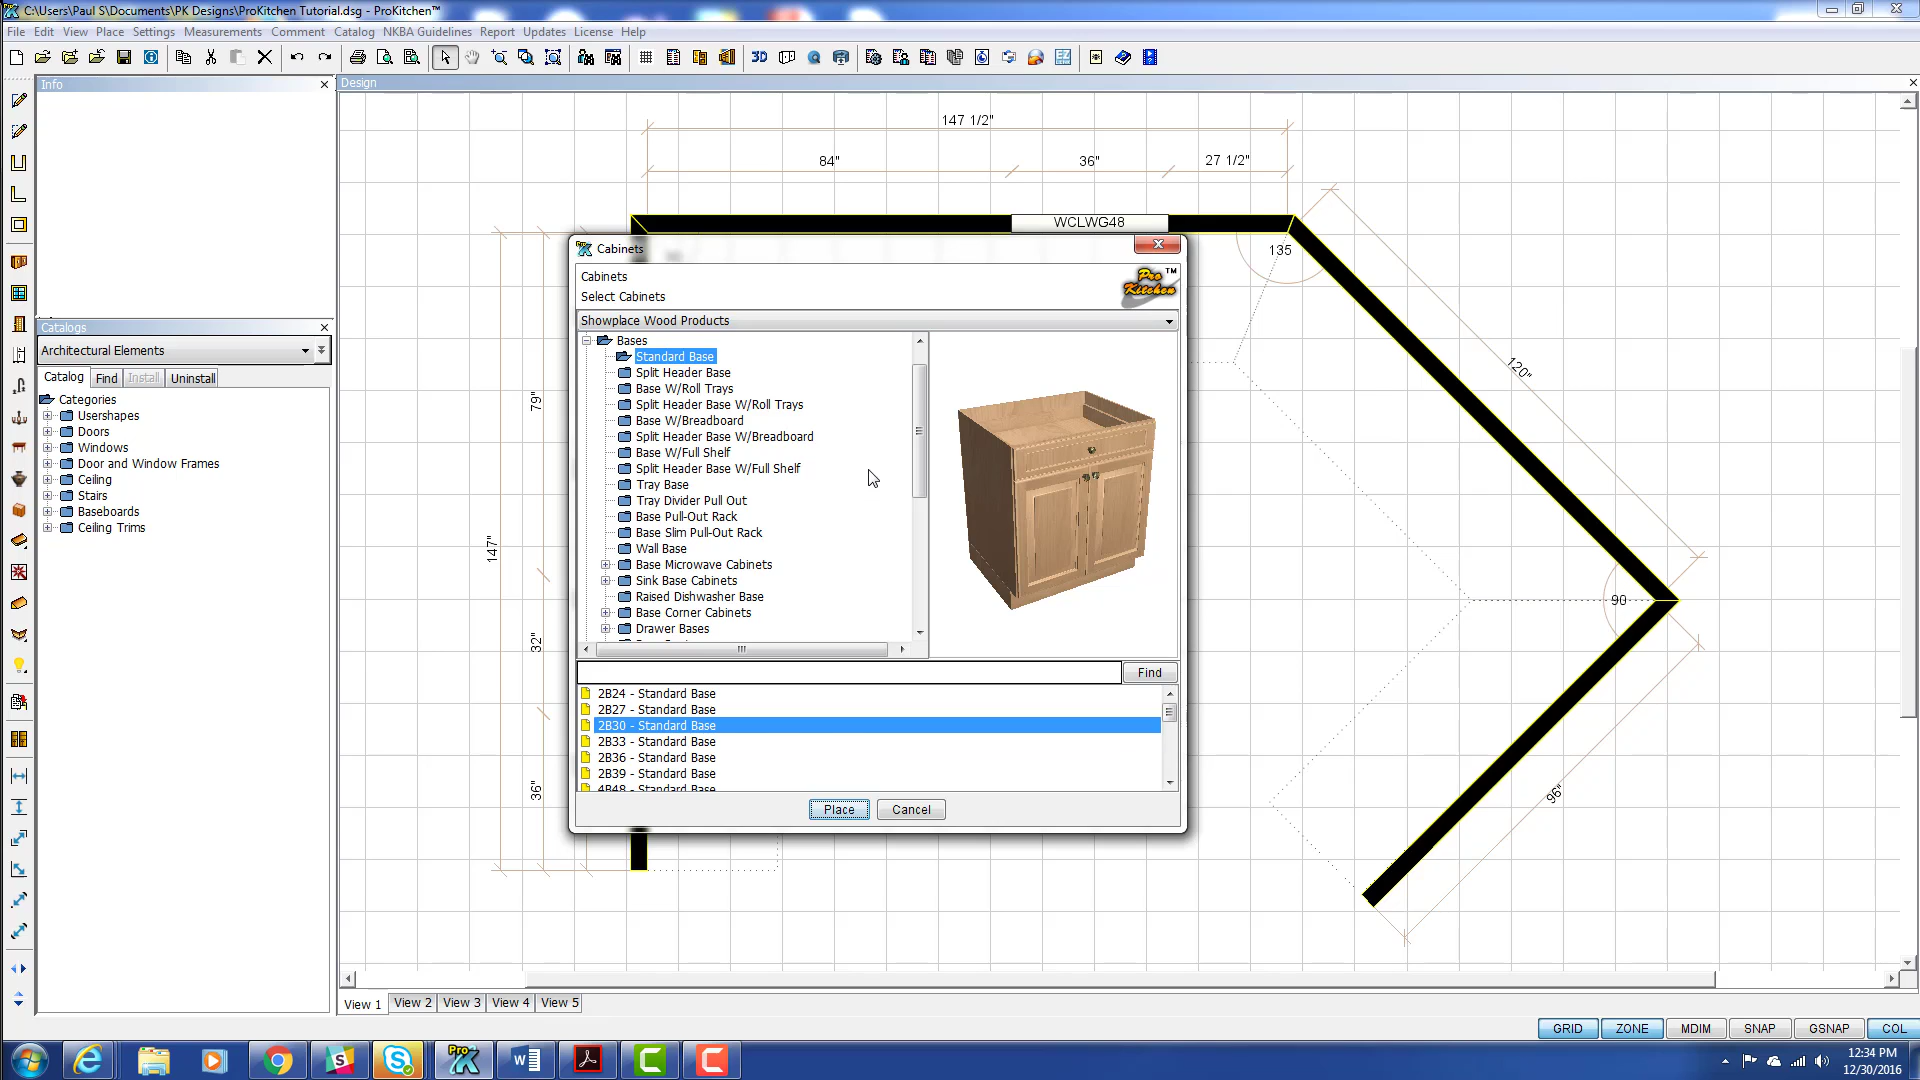 C:\Users\Paul S\Documents\PK Designs\ProKitchen Tutorial.dsg - ProKitchen™
File Edit View Place Settings Measurements Comment Catalog NKBA Guidelines Report Updates License Help
3D
Info
Design
147 1/2"
84" 36" 27 1/2"
WCLWG48
135
120"
90
96"
79"
147"
32"
36"
Catalogs
Architectural Elements
Catalog Find Install Uninstall
Categories
Usershapes
Doors
Windows
Door and Window Frames
Ceiling
Stairs
Baseboards
Ceiling Trims
Cabinets
Cabinets
Select Cabinets
Pro Kitchen™
Showplace Wood Products
Bases
Standard Base
Split Header Base
Base W/Roll Trays
Split Header Base W/Roll Trays
Base W/Breadboard
Split Header Base W/Breadboard
Base W/Full Shelf
Split Header Base W/Full Shelf
Tray Base
Tray Divider Pull Out
Base Pull-Out Rack
Base Slim Pull-Out Rack
Wall Base
Base Microwave Cabinets
Sink Base Cabinets
Raised Dishwasher Base
Base Corner Cabinets
Drawer Bases
Find
2B24 - Standard Base
2B27 - Standard Base
2B30 - Standard Base
2B33 - Standard Base
2B36 - Standard Base
2B39 - Standard Base
4B48 - Standard Base
Place Cancel
View 1 View 2 View 3 View 4 View 5
GRID ZONE MDIM SNAP GSNAP COL
12:34 PM
12/30/2016